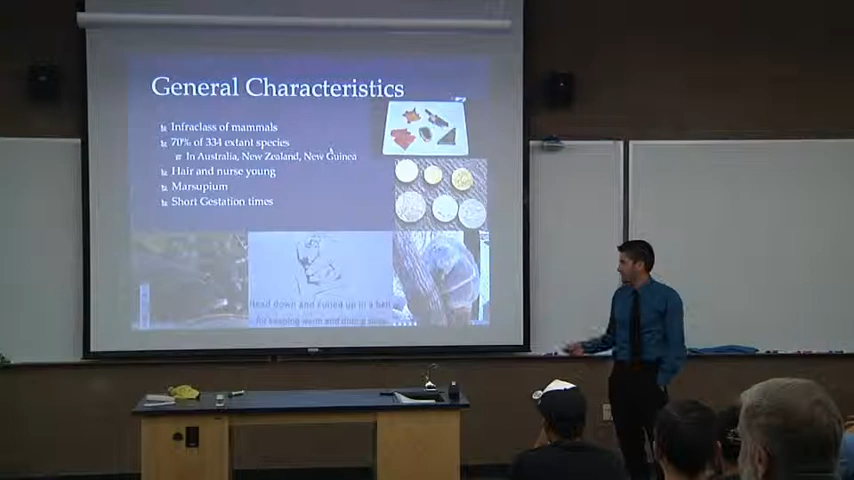 General Characteristics
Infraclass of mammals
70% of 334 extant species
In Australia, New Zealand, New Guinea
Hair and nurse young
Marsupium
Short Gestation times
Head down and curled up in a ball
for keeping warm and during sleep